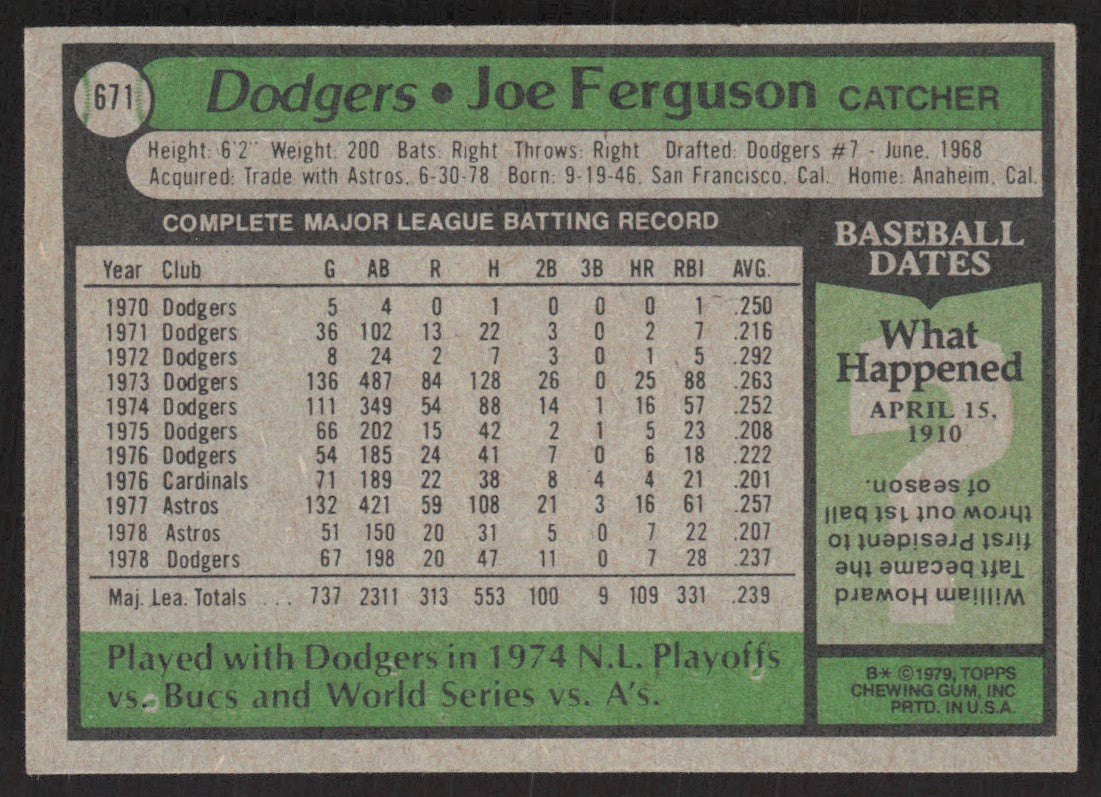 671 Dodgers • Joe Ferguson CATCHER
Height: 6'2" Weight: 200 Bats: Right Throws: Right Drafted: Dodgers #7 - June, 1968
Acquired: Trade with Astros, 6-30-78 Born: 9-19-46, San Francisco, Cal. Home: Anaheim, Cal.
COMPLETE MAJOR LEAGUE BATTING RECORD
Year Club G AB R H 2B 3B HR RBI AVG.
1970 Dodgers 5 4 0 1 0 0 0 1 .250
1971 Dodgers 36 102 13 22 3 0 2 7 .216
1972 Dodgers 8 24 2 7 3 0 1 5 .292
1973 Dodgers 136 487 84 128 26 0 25 88 .263
1974 Dodgers 111 349 54 88 14 1 16 57 .252
1975 Dodgers 66 202 15 42 2 1 5 23 .208
1976 Dodgers 54 185 24 41 7 0 6 18 .222
1976 Cardinals 71 189 22 38 8 4 4 21 .201
1977 Astros 132 421 59 108 21 3 16 61 .257
1978 Astros 51 150 20 31 5 0 7 22 .207
1978 Dodgers 67 198 20 47 11 0 7 28 .237
Maj. Lea. Totals ... 737 2311 313 553 100 9 109 331 .239
Played with Dodgers in 1974 N.L. Playoffs
vs. Bucs and World Series vs. A's.
BASEBALL
DATES
What
Happened
APRIL 15,
1910
?
William Howard
Taft became the
first President to
throw out 1st ball
of season.
B* ©1979, TOPPS
CHEWING GUM, INC
PRTD. IN U.S.A.